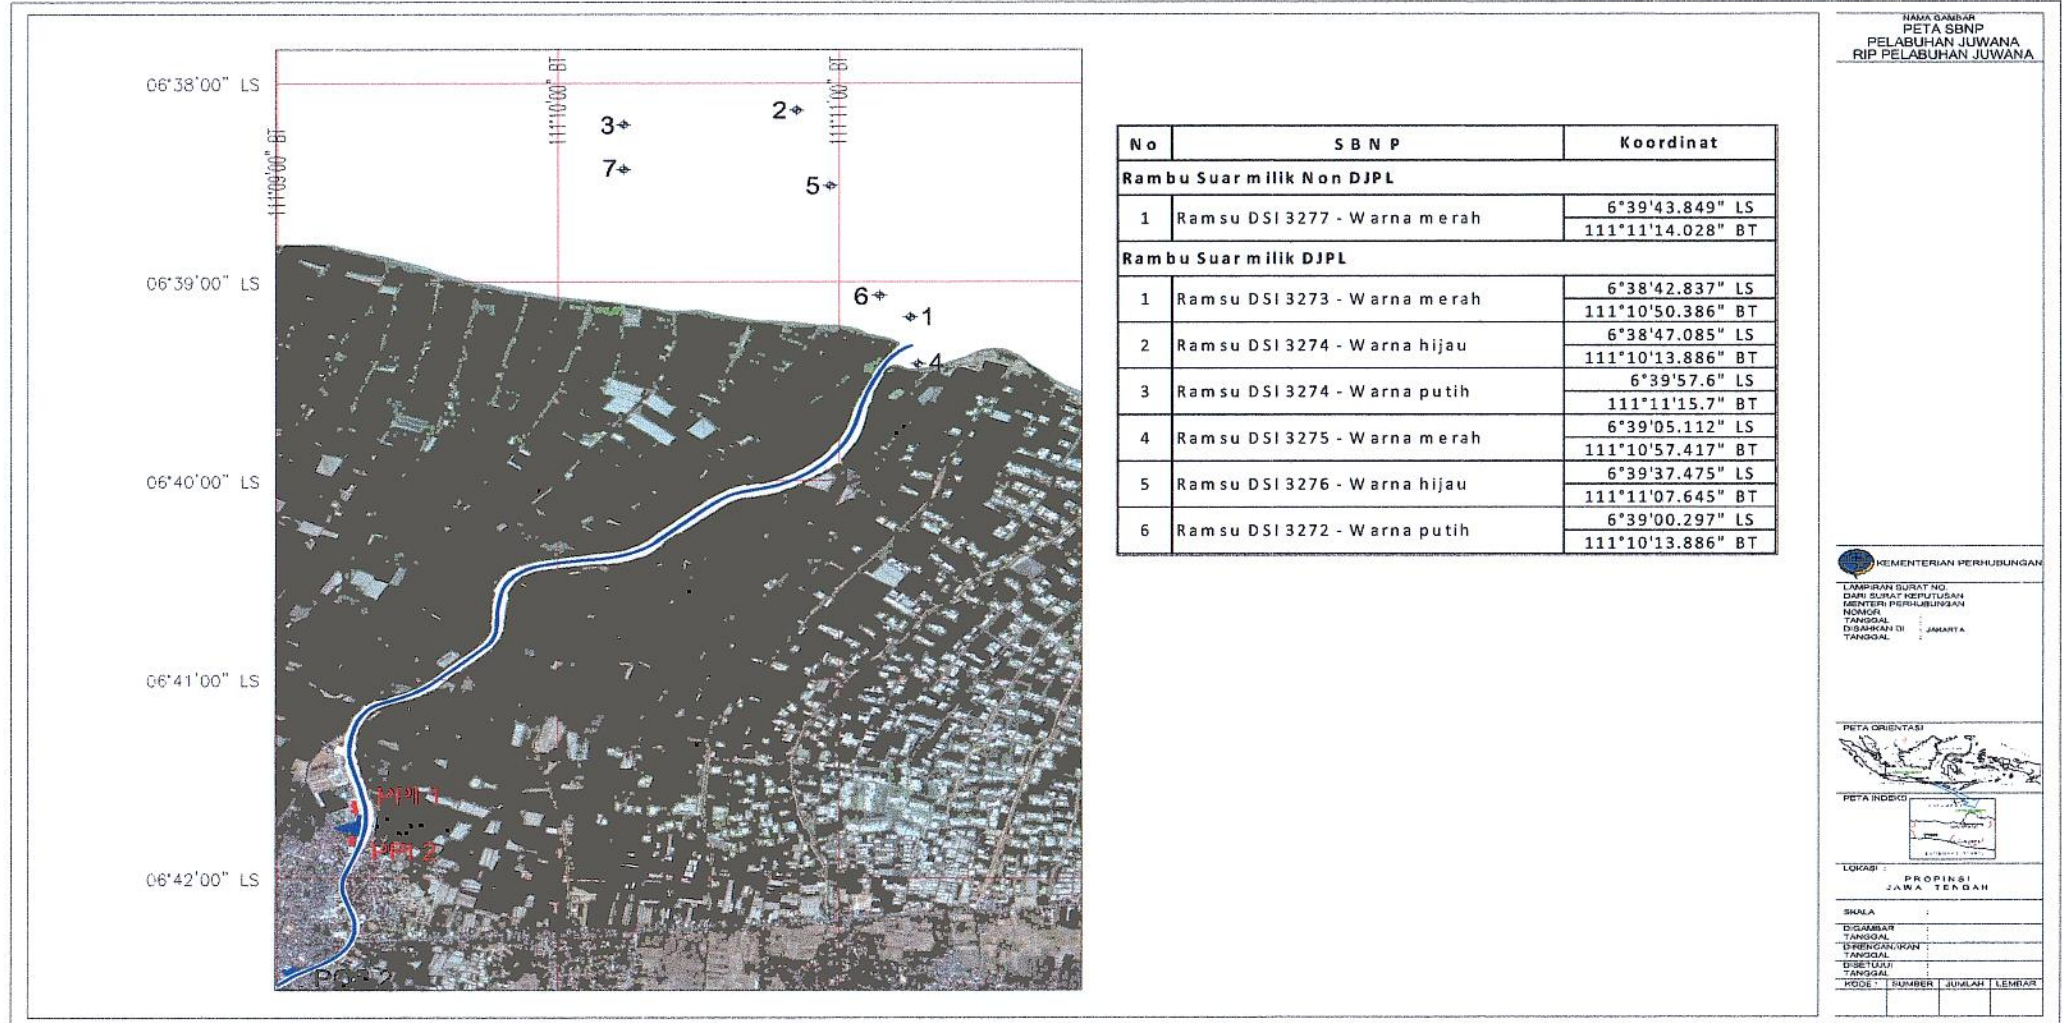 06°38'00" LS
06°39'00" LS
06°40'00" LS
06°41'00" LS
06°42'00" LS
111°09'00" BT
111°10'00" BT
111°11'00" BT
2
3
7
5
6
1
4
No SBNP Koordinat
Rambu Suar milik Non DJPL
1 Ramsu DSI 3277 - Warna merah 6°39'43.849" LS
111°11'14.028" BT
Rambu Suar milik DJPL
1 Ramsu DSI 3273 - Warna merah 6°38'42.837" LS
111°10'50.386" BT
2 Ramsu DSI 3274 - Warna hijau 6°38'47.085" LS
111°10'13.886" BT
3 Ramsu DSI 3274 - Warna putih 6°39'57.6" LS
111°11'15.7" BT
4 Ramsu DSI 3275 - Warna merah 6°39'05.112" LS
111°10'57.417" BT
5 Ramsu DSI 3276 - Warna hijau 6°39'37.475" LS
111°11'07.645" BT
6 Ramsu DSI 3272 - Warna putih 6°39'00.297" LS
111°10'13.886" BT
NAMA GAMBAR
PETA SBNP
PELABUHAN JUWANA
RIP PELABUHAN JUWANA
KEMENTERIAN PERHUBUNGAN
LAMPIRAN SURAT NO.
DARI SURAT KEPUTUSAN
MENTERI PERHUBUNGAN
NOMOR
TANGGAL :
DISAHKAN DI : JAKARTA
TANGGAL :
PETA ORIENTASI
PETA INDEKS
LOKASI :
PROPINSI
JAWA TENGAH
SKALA :
DIGAMBAR :
TANGGAL
DIRENCANAKAN :
TANGGAL
DISETUJUI :
TANGGAL
KODE : SUMBER JUMLAH LEMBAR